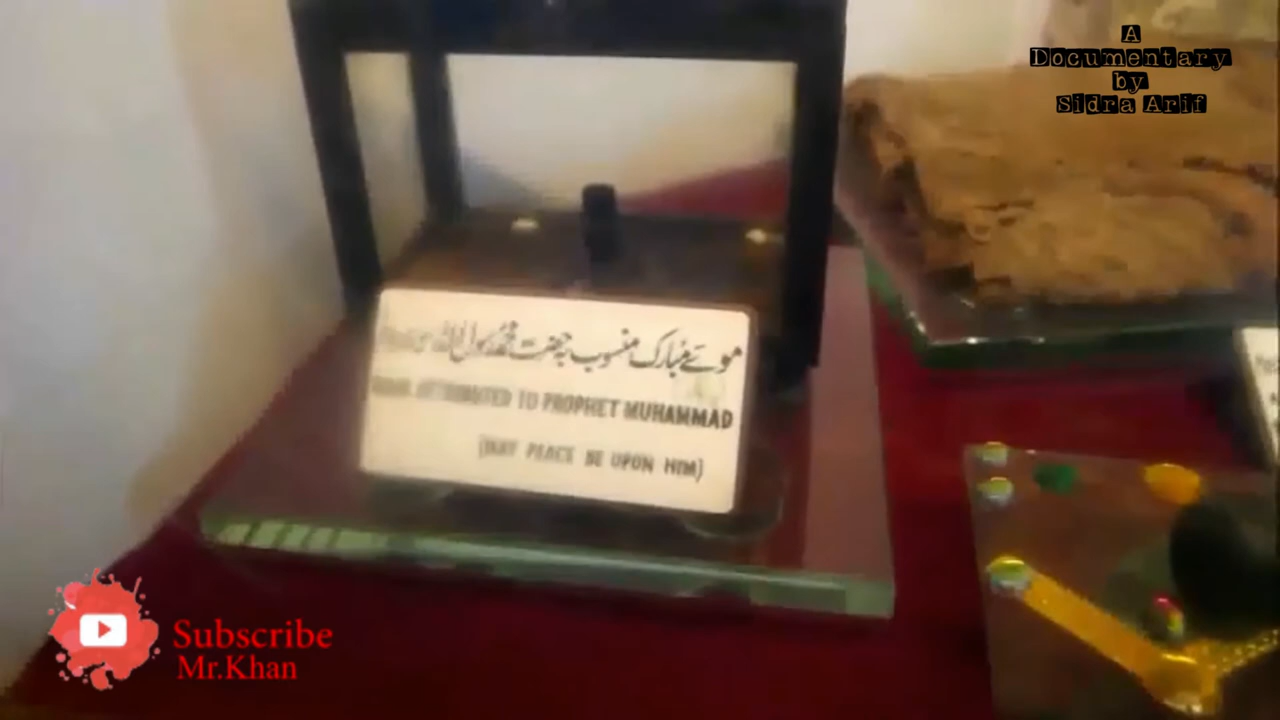 A
Documentary
by
Sidra Arif
موئے مبارک منسوب بہ حضرت محمد رسول اللہ
HAIR ATTRIBUTED TO PROPHET MUHAMMAD
(MAY PEACE BE UPON HIM)
Subscribe
Mr.Khan